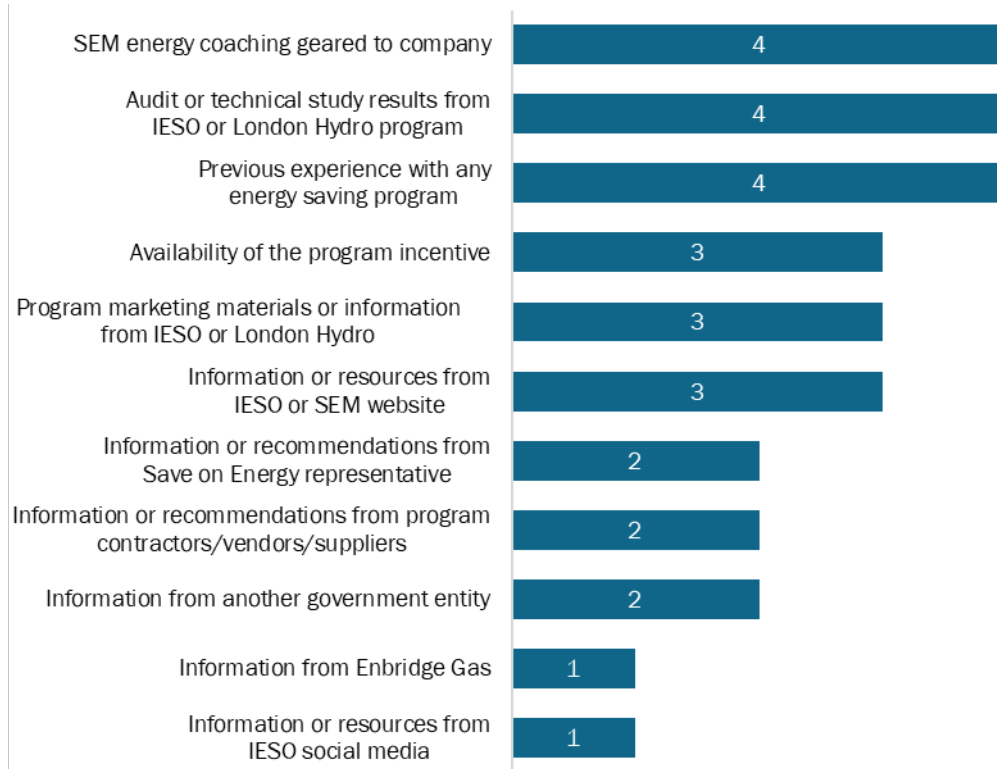 SEM energy coaching geared to company
4
Audit or technical study results from
IESO or London Hydro program
4
Previous experience with any
energy saving program
4
Availability of the program incentive
3
Program marketing materials or information
from IESO or London Hydro
3
Information or resources from
IESO or SEM website
3
Information or recommendations from
Save on Energy representative
2
Information or recommendations from program
contractors/vendors/suppliers
2
Information from another government entity
2
Information from Enbridge Gas
1
Information or resources from
IESO social media
1